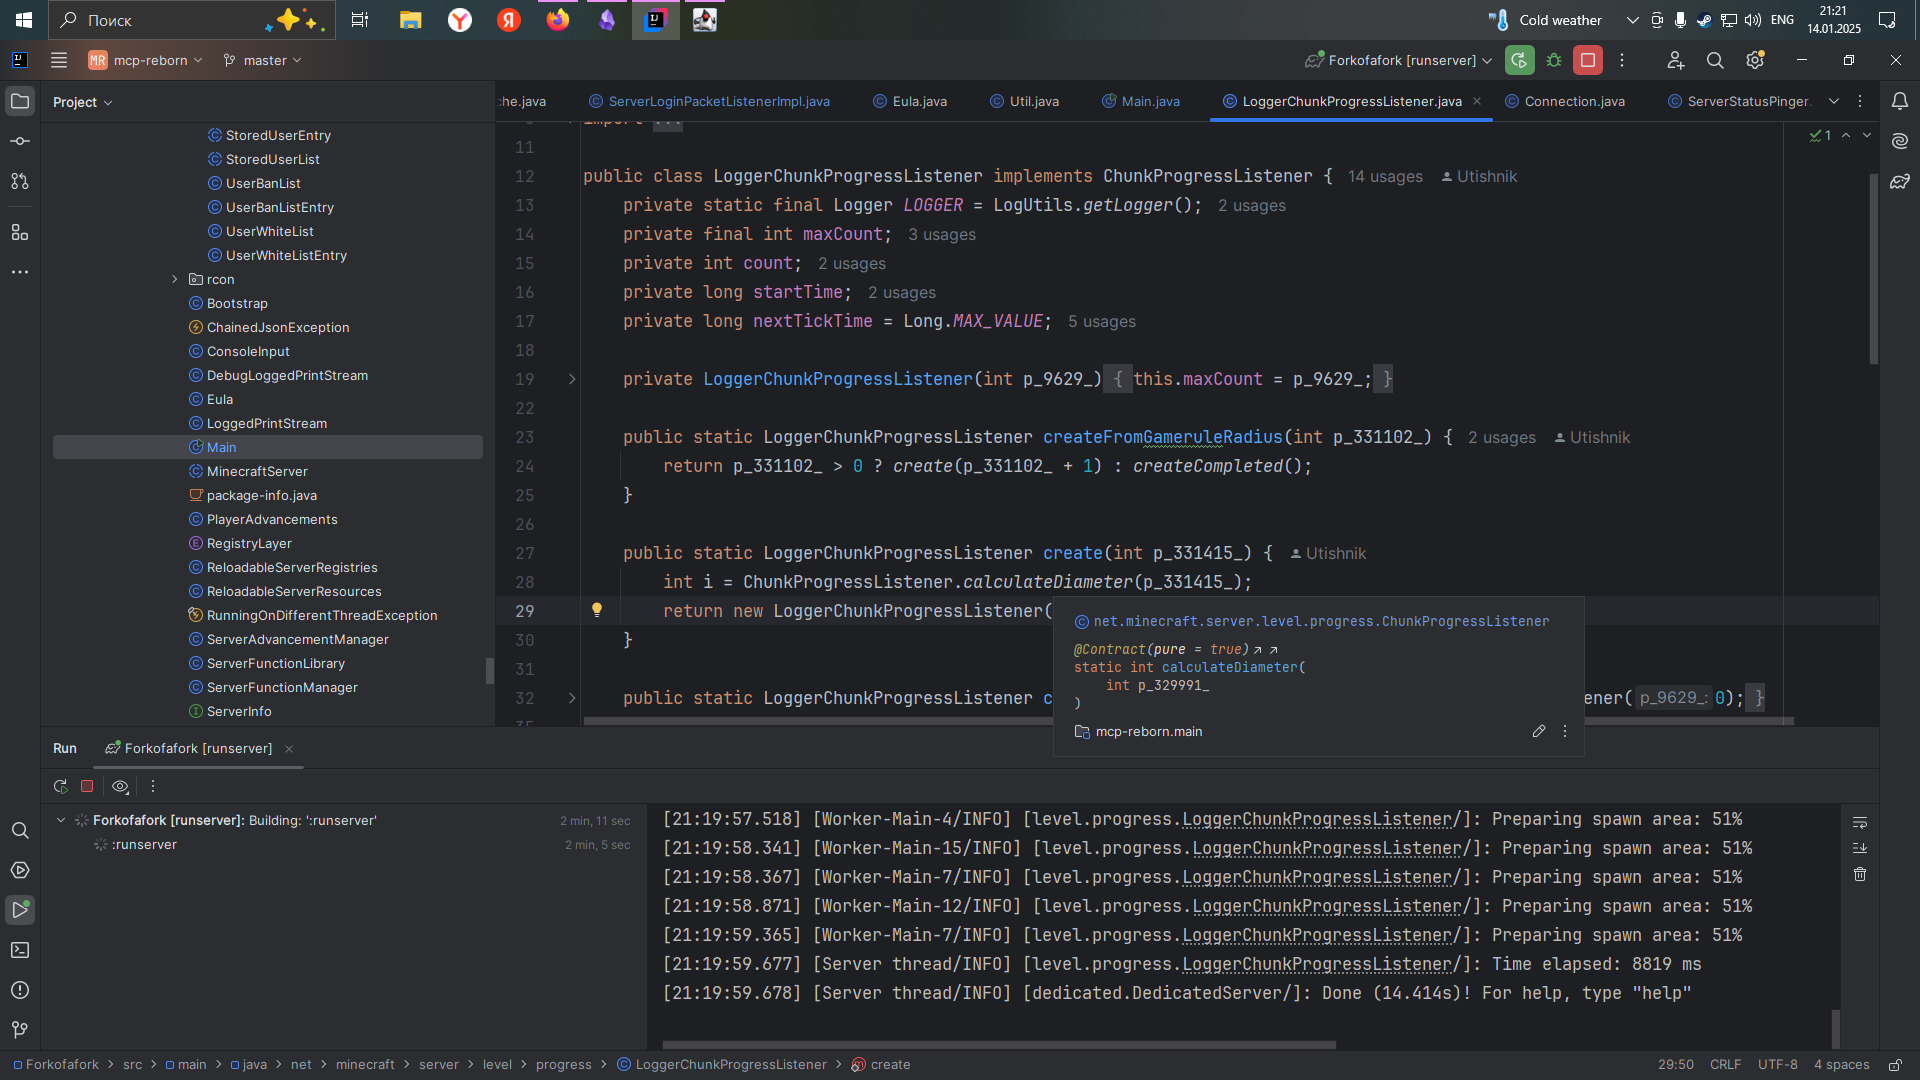 Поиск
Cold weather
ENG
21:21
14.01.2025
MR mcp-reborn
master
Forkofafork [runserver]
Project
che.java
ServerLoginPacketListenerImpl.java
Eula.java
Util.java
Main.java
LoggerChunkProgressListener.java
Connection.java
ServerStatusPinger.
StoredUserEntry
StoredUserList
UserBanList
UserBanListEntry
UserWhiteList
UserWhiteListEntry
rcon
Bootstrap
ChainedJsonException
ConsoleInput
DebugLoggedPrintStream
Eula
LoggedPrintStream
Main
MinecraftServer
package-info.java
PlayerAdvancements
RegistryLayer
ReloadableServerRegistries
ReloadableServerResources
RunningOnDifferentThreadException
ServerAdvancementManager
ServerFunctionLibrary
ServerFunctionManager
ServerInfo
import ...
1
11
12 public class LoggerChunkProgressListener implements ChunkProgressListener { 14 usages Utishnik
13 private static final Logger LOGGER = LogUtils.getLogger(); 2 usages
14 private final int maxCount; 3 usages
15 private int count; 2 usages
16 private long startTime; 2 usages
17 private long nextTickTime = Long.MAX_VALUE; 5 usages
18
19 private LoggerChunkProgressListener(int p_9629_) { this.maxCount = p_9629_; }
22
23 public static LoggerChunkProgressListener createFromGameruleRadius(int p_331102_) { 2 usages Utishnik
24 return p_331102_ > 0 ? create(p_331102_ + 1) : createCompleted();
25 }
26
27 public static LoggerChunkProgressListener create(int p_331415_) { Utishnik
28 int i = ChunkProgressListener.calculateDiameter(p_331415_);
29 return new LoggerChunkProgressListener(
30 }
31
32 public static LoggerChunkProgressListener c
ener( p_9629_: 0); }
35
net.minecraft.server.level.progress.ChunkProgressListener
@Contract(pure = true)
static int calculateDiameter(
int p_329991_
)
mcp-reborn.main
Run
Forkofafork [runserver]
Forkofafork [runserver]: Building: ':runserver' 2 min, 11 sec
:runserver 2 min, 5 sec
[21:19:57.518] [Worker-Main-4/INFO] [level.progress.LoggerChunkProgressListener/]: Preparing spawn area: 51%
[21:19:58.341] [Worker-Main-15/INFO] [level.progress.LoggerChunkProgressListener/]: Preparing spawn area: 51%
[21:19:58.367] [Worker-Main-7/INFO] [level.progress.LoggerChunkProgressListener/]: Preparing spawn area: 51%
[21:19:58.871] [Worker-Main-12/INFO] [level.progress.LoggerChunkProgressListener/]: Preparing spawn area: 51%
[21:19:59.365] [Worker-Main-7/INFO] [level.progress.LoggerChunkProgressListener/]: Preparing spawn area: 51%
[21:19:59.677] [Server thread/INFO] [level.progress.LoggerChunkProgressListener/]: Time elapsed: 8819 ms
[21:19:59.678] [Server thread/INFO] [dedicated.DedicatedServer/]: Done (14.414s)! For help, type "help"
Forkofafork > src > main > java > net > minecraft > server > level > progress > LoggerChunkProgressListener > create
29:50 CRLF UTF-8 4 spaces